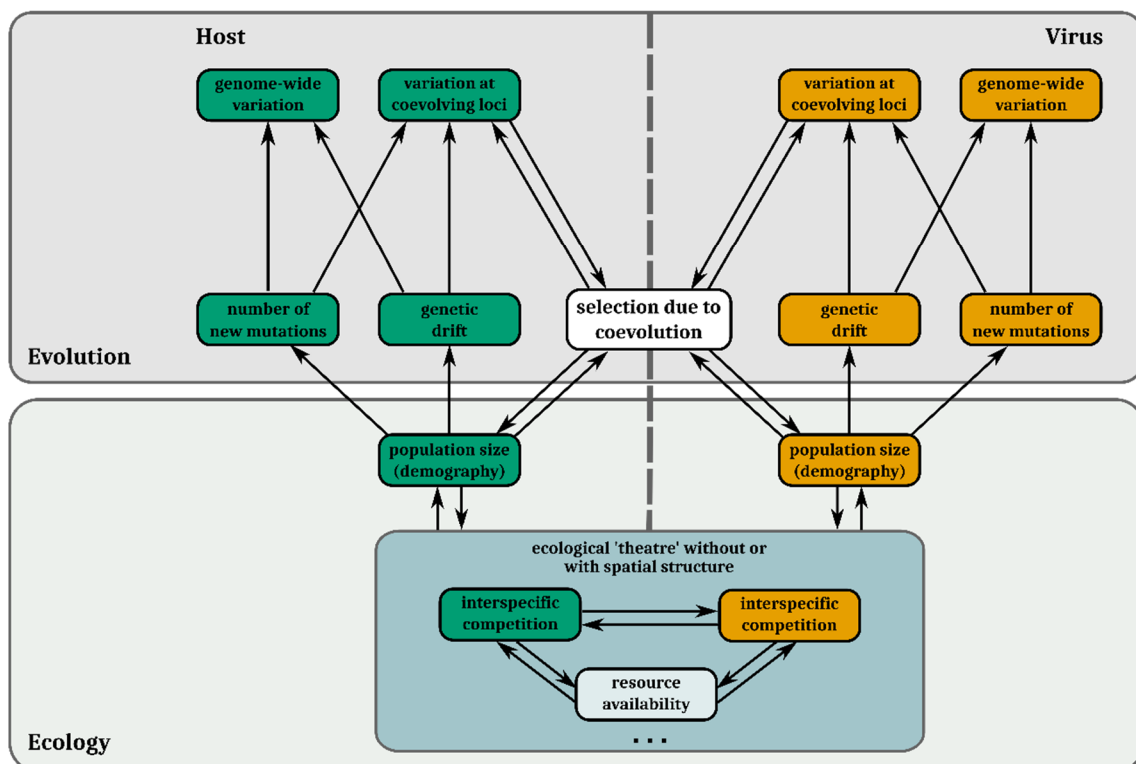 Host
Virus
genome-wide
variation
variation at
coevolving loci
variation at
coevolving loci
genome-wide
variation
number of
new mutations
genetic
drift
selection due to
coevolution
genetic
drift
number of
new mutations
Evolution
population size
(demography)
population size
(demography)
ecological 'theatre' without or
with spatial structure
interspecific
competition
interspecific
competition
resource
availability
...
Ecology